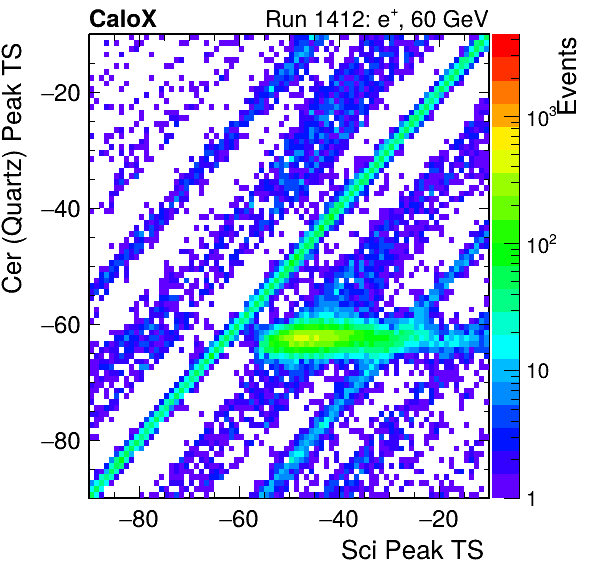 CaloX Run 1412: e⁺, 60 GeV
Cer (Quartz) Peak TS
−20
−40
−60
−80
−80 −60 −40 −20
Sci Peak TS
Events
10³
10²
10
1